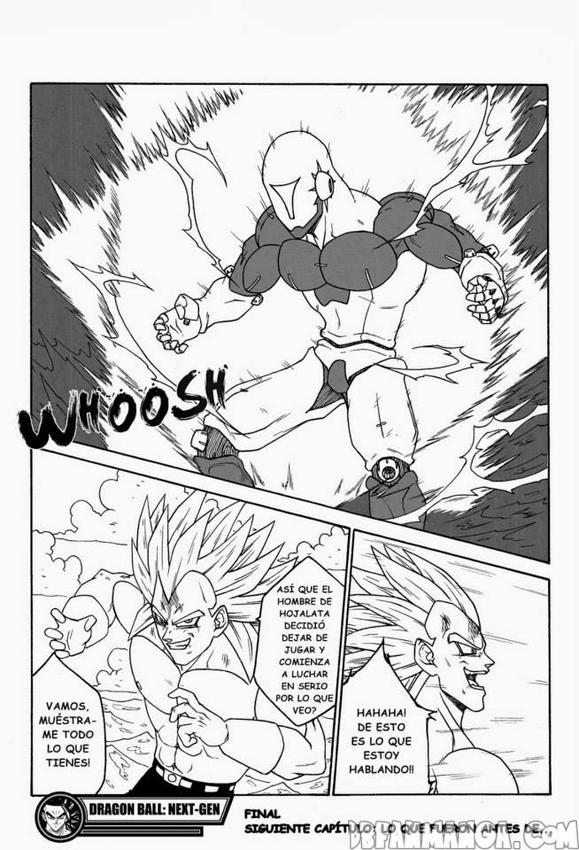 WHOOSH
ASÍ QUE EL
HOMBRE DE
HOJALATA
DECIDIÓ
DEJAR DE
JUGAR Y
COMIENZA
A LUCHAR
EN SERIO
POR LO QUE
VEO?
VAMOS,
MUÉSTRA-
ME TODO
LO QUE
TIENES!
HAHAHA!
DE ESTO
ES LO QUE
ESTOY
HABLANDO!!
DRAGON BALL: NEXT-GEN
FINAL
SIGUIENTE CAPÍTULO: LO QUE FUERON ANTES DE...
DBFANMANGA.COM